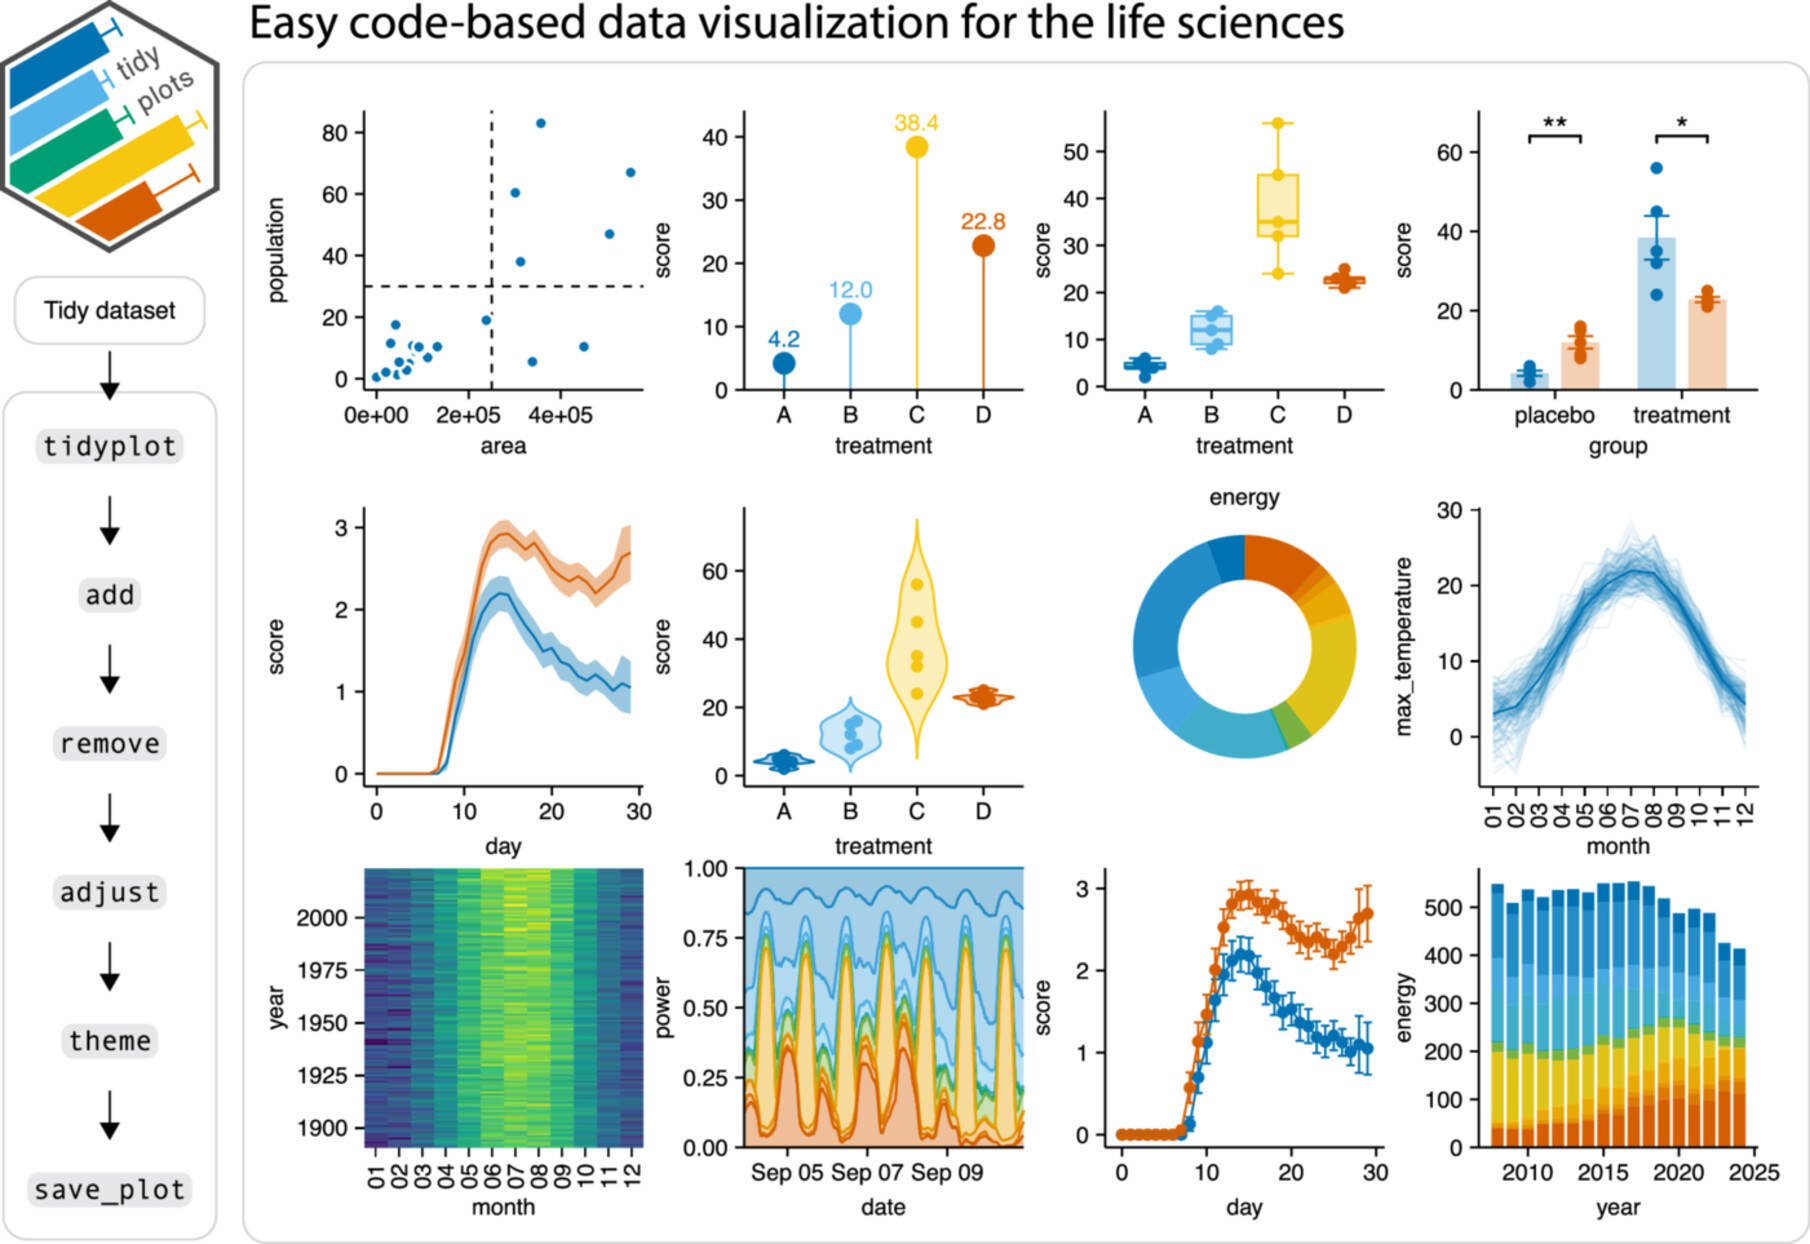 Easy code-based data visualization for the life sciences
tidy
plots
Tidy dataset
tidyplot
add
remove
adjust
theme
save_plot
population
80
60
40
20
0
0e+00 2e+05 4e+05
area
score
40
30
20
10
0
4.2
12.0
38.4
22.8
A B C D
treatment
score
50
40
30
20
10
0
A B C D
treatment
score
60
40
20
0
** *
placebo treatment
group
score
3
2
1
0
0 10 20 30
day
score
60
40
20
0
A B C D
treatment
energy
max_temperature
30
20
10
0
01 02 03 04 05 06 07 08 09 10 11 12
month
year
2000
1975
1950
1925
1900
01 02 03 04 05 06 07 08 09 10 11 12
month
power
1.00
0.75
0.50
0.25
0.00
Sep 05 Sep 07 Sep 09
date
score
3
2
1
0
0 10 20 30
day
energy
500
400
300
200
100
0
2010 2015 2020 2025
year